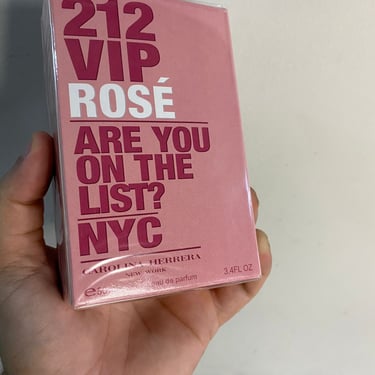 212
VIP
ROSÉ
ARE YOU
ON THE
LIST?
NYC
CAROLINA HERRERA
NEW YORK
eau de parfum 3.4FL OZ